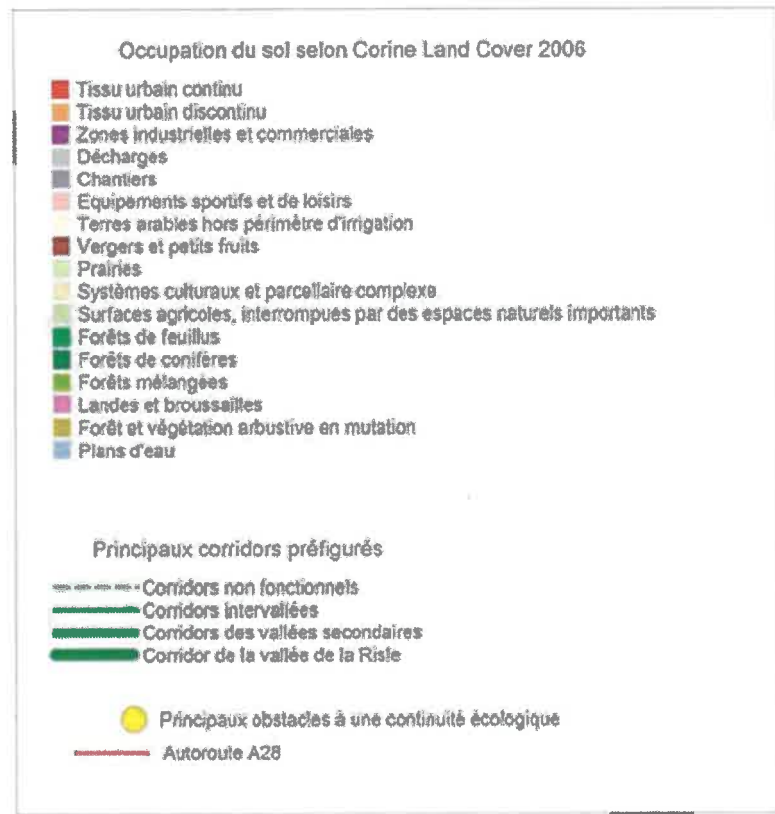 Occupation du sol selon Corine Land Cover 2006
Tissu urbain continu
Tissu urbain discontinu
Zones industrielles et commerciales
Décharges
Chantiers
Equipements sportifs et de loisirs
Terres arables hors périmètre d'irrigation
Vergers et petits fruits
Prairies
Systèmes culturaux et parcellaire complexe
Surfaces agricoles, interrompues par des espaces naturels importants
Forêts de feuillus
Forêts de conifères
Forêts mélangées
Landes et broussailles
Forêt et végétation arbustive en mutation
Plans d'eau
Principaux corridors préfigurés
Corridors non fonctionnels
Corridors intervallées
Corridors des vallées secondaires
Corridor de la vallée de la Risle
Principaux obstacles à une continuité écologique
Autoroute A28